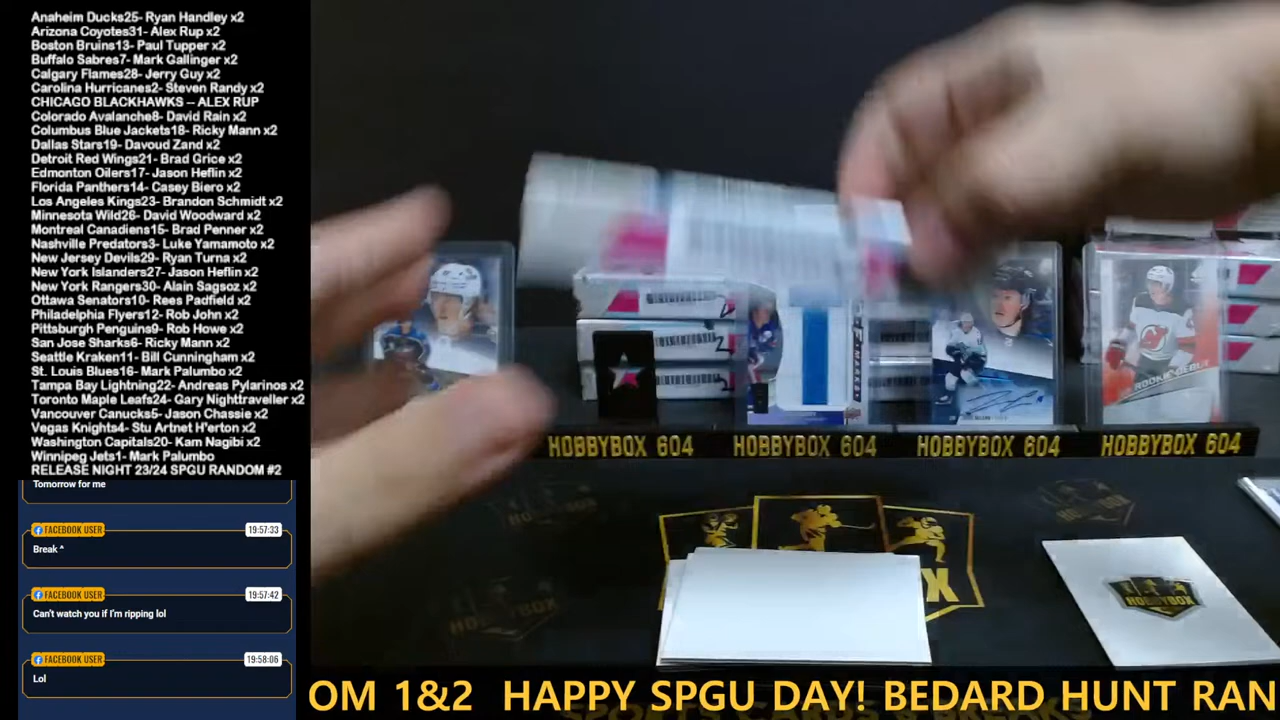 Anaheim Ducks25- Ryan Handley x2
Arizona Coyotes31- Alex Rup x2
Boston Bruins13- Paul Tupper x2
Buffalo Sabres7- Mark Gallinger x2
Calgary Flames28- Jerry Guy x2
Carolina Hurricanes2- Steven Randy x2
CHICAGO BLACKHAWKS -- ALEX RUP
Colorado Avalanche8- David Rain x2
Columbus Blue Jackets18- Ricky Mann x2
Dallas Stars19- Davoud Zand x2
Detroit Red Wings21- Brad Grice x2
Edmonton Oilers17- Jason Heflin x2
Florida Panthers14- Casey Biero x2
Los Angeles Kings23- Brandon Schmidt x2
Minnesota Wild26- David Woodward x2
Montreal Canadiens15- Brad Penner x2
Nashville Predators3- Luke Yamamoto x2
New Jersey Devils29- Ryan Turna x2
New York Islanders27- Jason Heflin x2
New York Rangers30- Alain Sagsoz x2
Ottawa Senators10- Rees Padfield x2
Philadelphia Flyers12- Rob John x2
Pittsburgh Penguins9- Rob Howe x2
San Jose Sharks6- Ricky Mann x2
Seattle Kraken11- Bill Cunningham x2
St. Louis Blues16- Mark Palumbo x2
Tampa Bay Lightning22- Andreas Pylarinos x2
Toronto Maple Leafs24- Gary Nighttraveller x2
Vancouver Canucks5- Jason Chassie x2
Vegas Knights4- Stu Artnet H'erton x2
Washington Capitals20- Kam Nagibi x2
Winnipeg Jets1- Mark Palumbo
RELEASE NIGHT 23/24 SPGU RANDOM #2
Tomorrow for me
FACEBOOK USER 19:57:33
Break ^
FACEBOOK USER 19:57:42
Can't watch you if I'm ripping lol
FACEBOOK USER 19:58:06
Lol
ROOKIE DEBUT
HOBBYBOX 604 HOBBYBOX 604 HOBBYBOX 604 HOBBYBOX 604
HOBBYBOX
OM 1&2 HAPPY SPGU DAY! BEDARD HUNT RAN